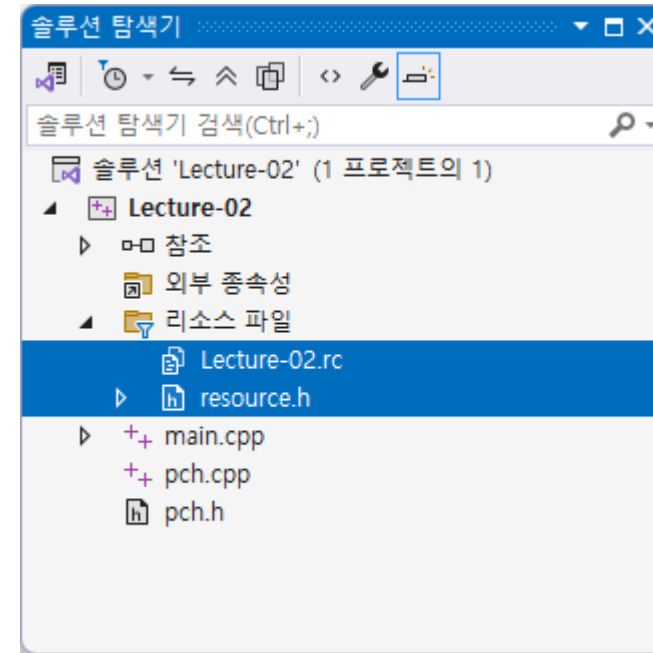 솔루션 탐색기
솔루션 탐색기 검색(Ctrl+;)
솔루션 'Lecture-02' (1 프로젝트의 1)
Lecture-02
참조
외부 종속성
리소스 파일
Lecture-02.rc
resource.h
main.cpp
pch.cpp
pch.h